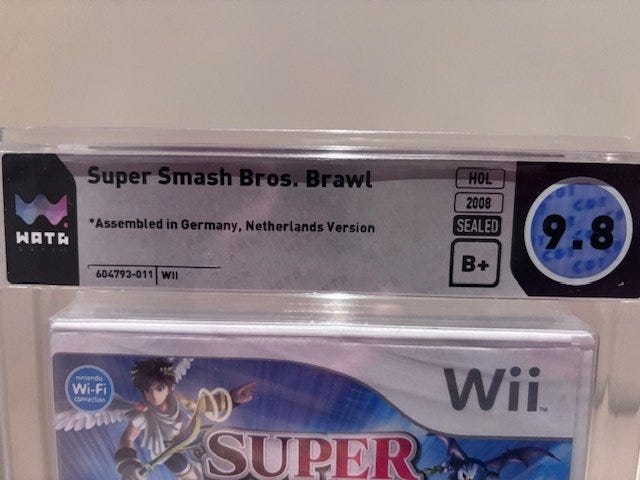 Super Smash Bros. Brawl
*Assembled in Germany, Netherlands Version
604793-011 WII
WATA
HOL
2008
SEALED
B+
9.8
nintendo
Wi-Fi
connection
Wii™
SUPER